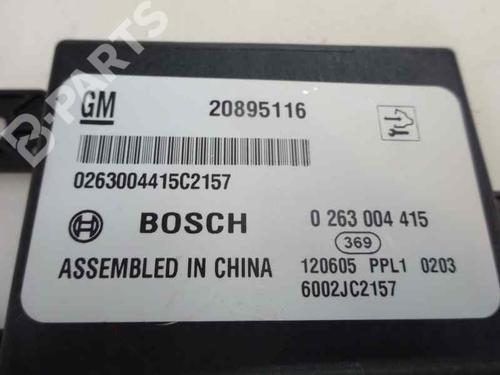 B-PARTS
GM 20895116
0263004415C2157
BOSCH 0 263 004 415
369
ASSEMBLED IN CHINA 120605 PPL1 0203
6002JC2157